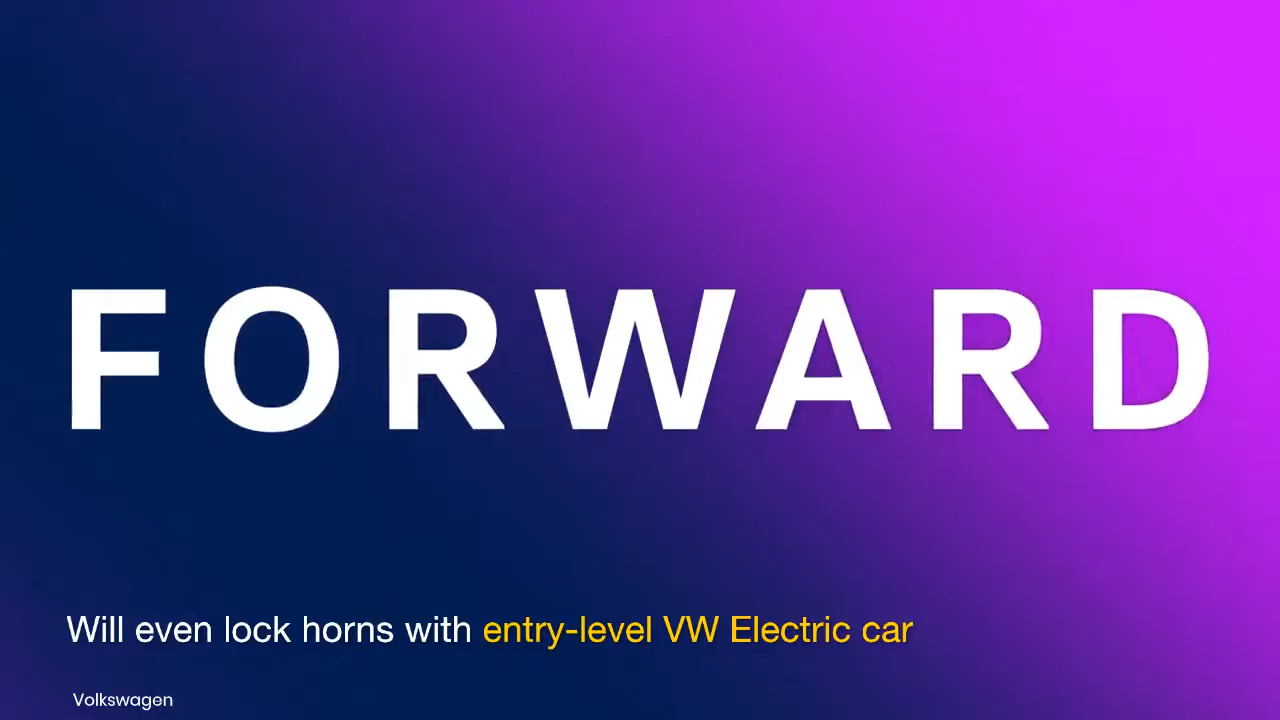 FORWARD
Will even lock horns with entry-level VW Electric car
Volkswagen